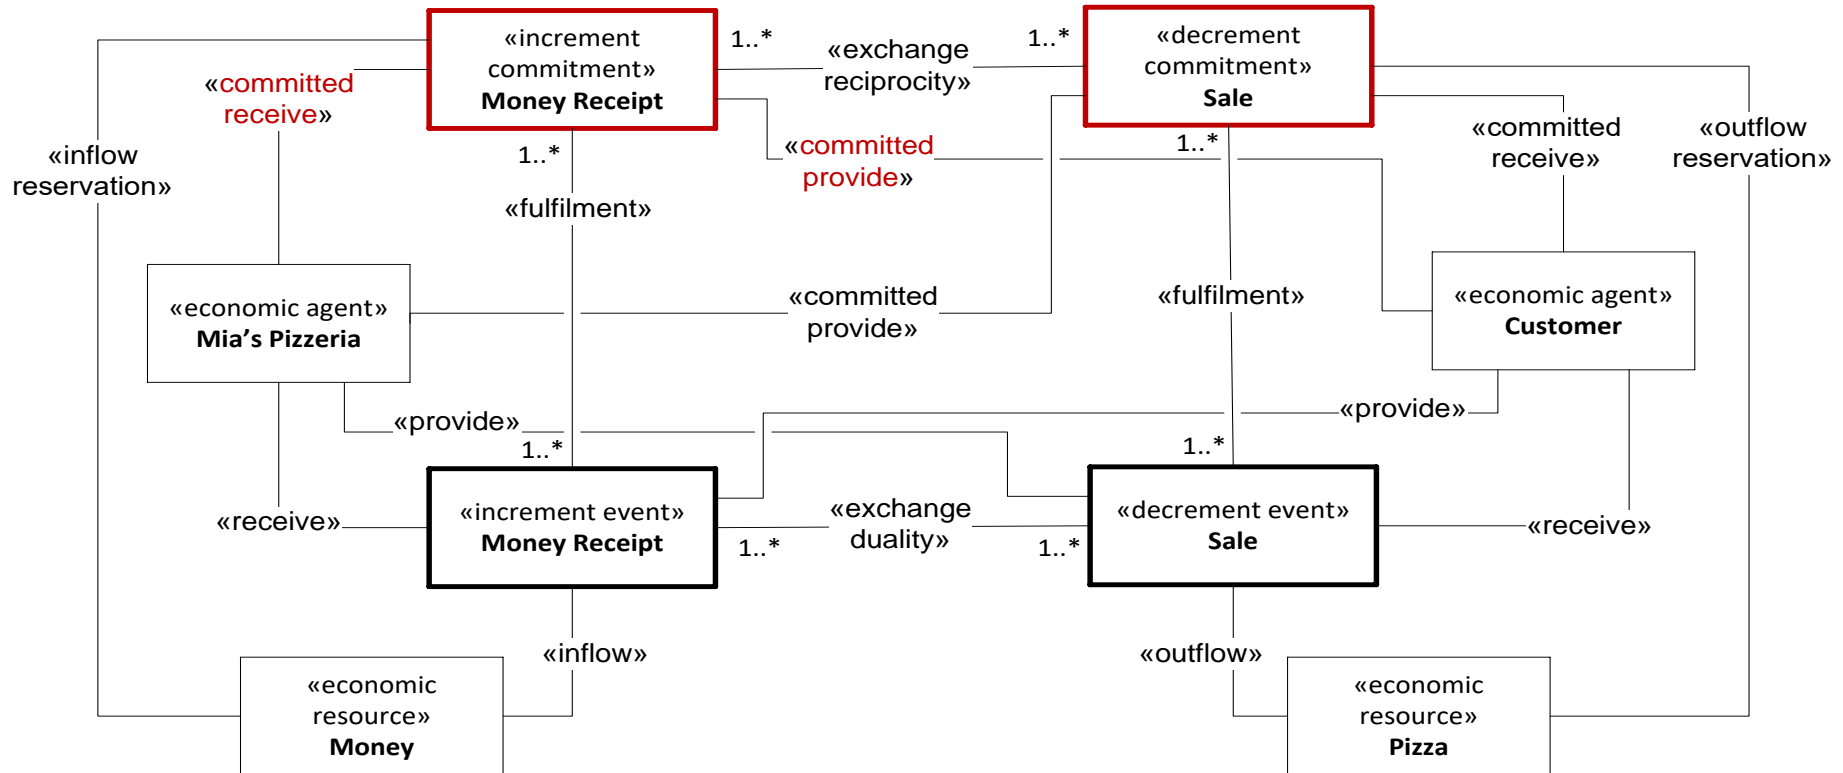 «increment
commitment»
Money Receipt
1..*
«exchange
reciprocity»
1..*
«decrement
commitment»
Sale
«committed
receive»
«inflow
reservation»
1..*
«committed
provide»
1..*
«committed
receive»
«outflow
reservation»
«fulfilment»
«economic agent»
Mia's Pizzeria
«committed
provide»
«fulfilment»
«economic agent»
Customer
«provide»
«provide»
1..*
1..*
«receive»
«increment event»
Money Receipt
1..*
«exchange
duality»
1..*
«decrement event»
Sale
«receive»
«inflow»
«outflow»
«economic
resource»
Money
«economic
resource»
Pizza